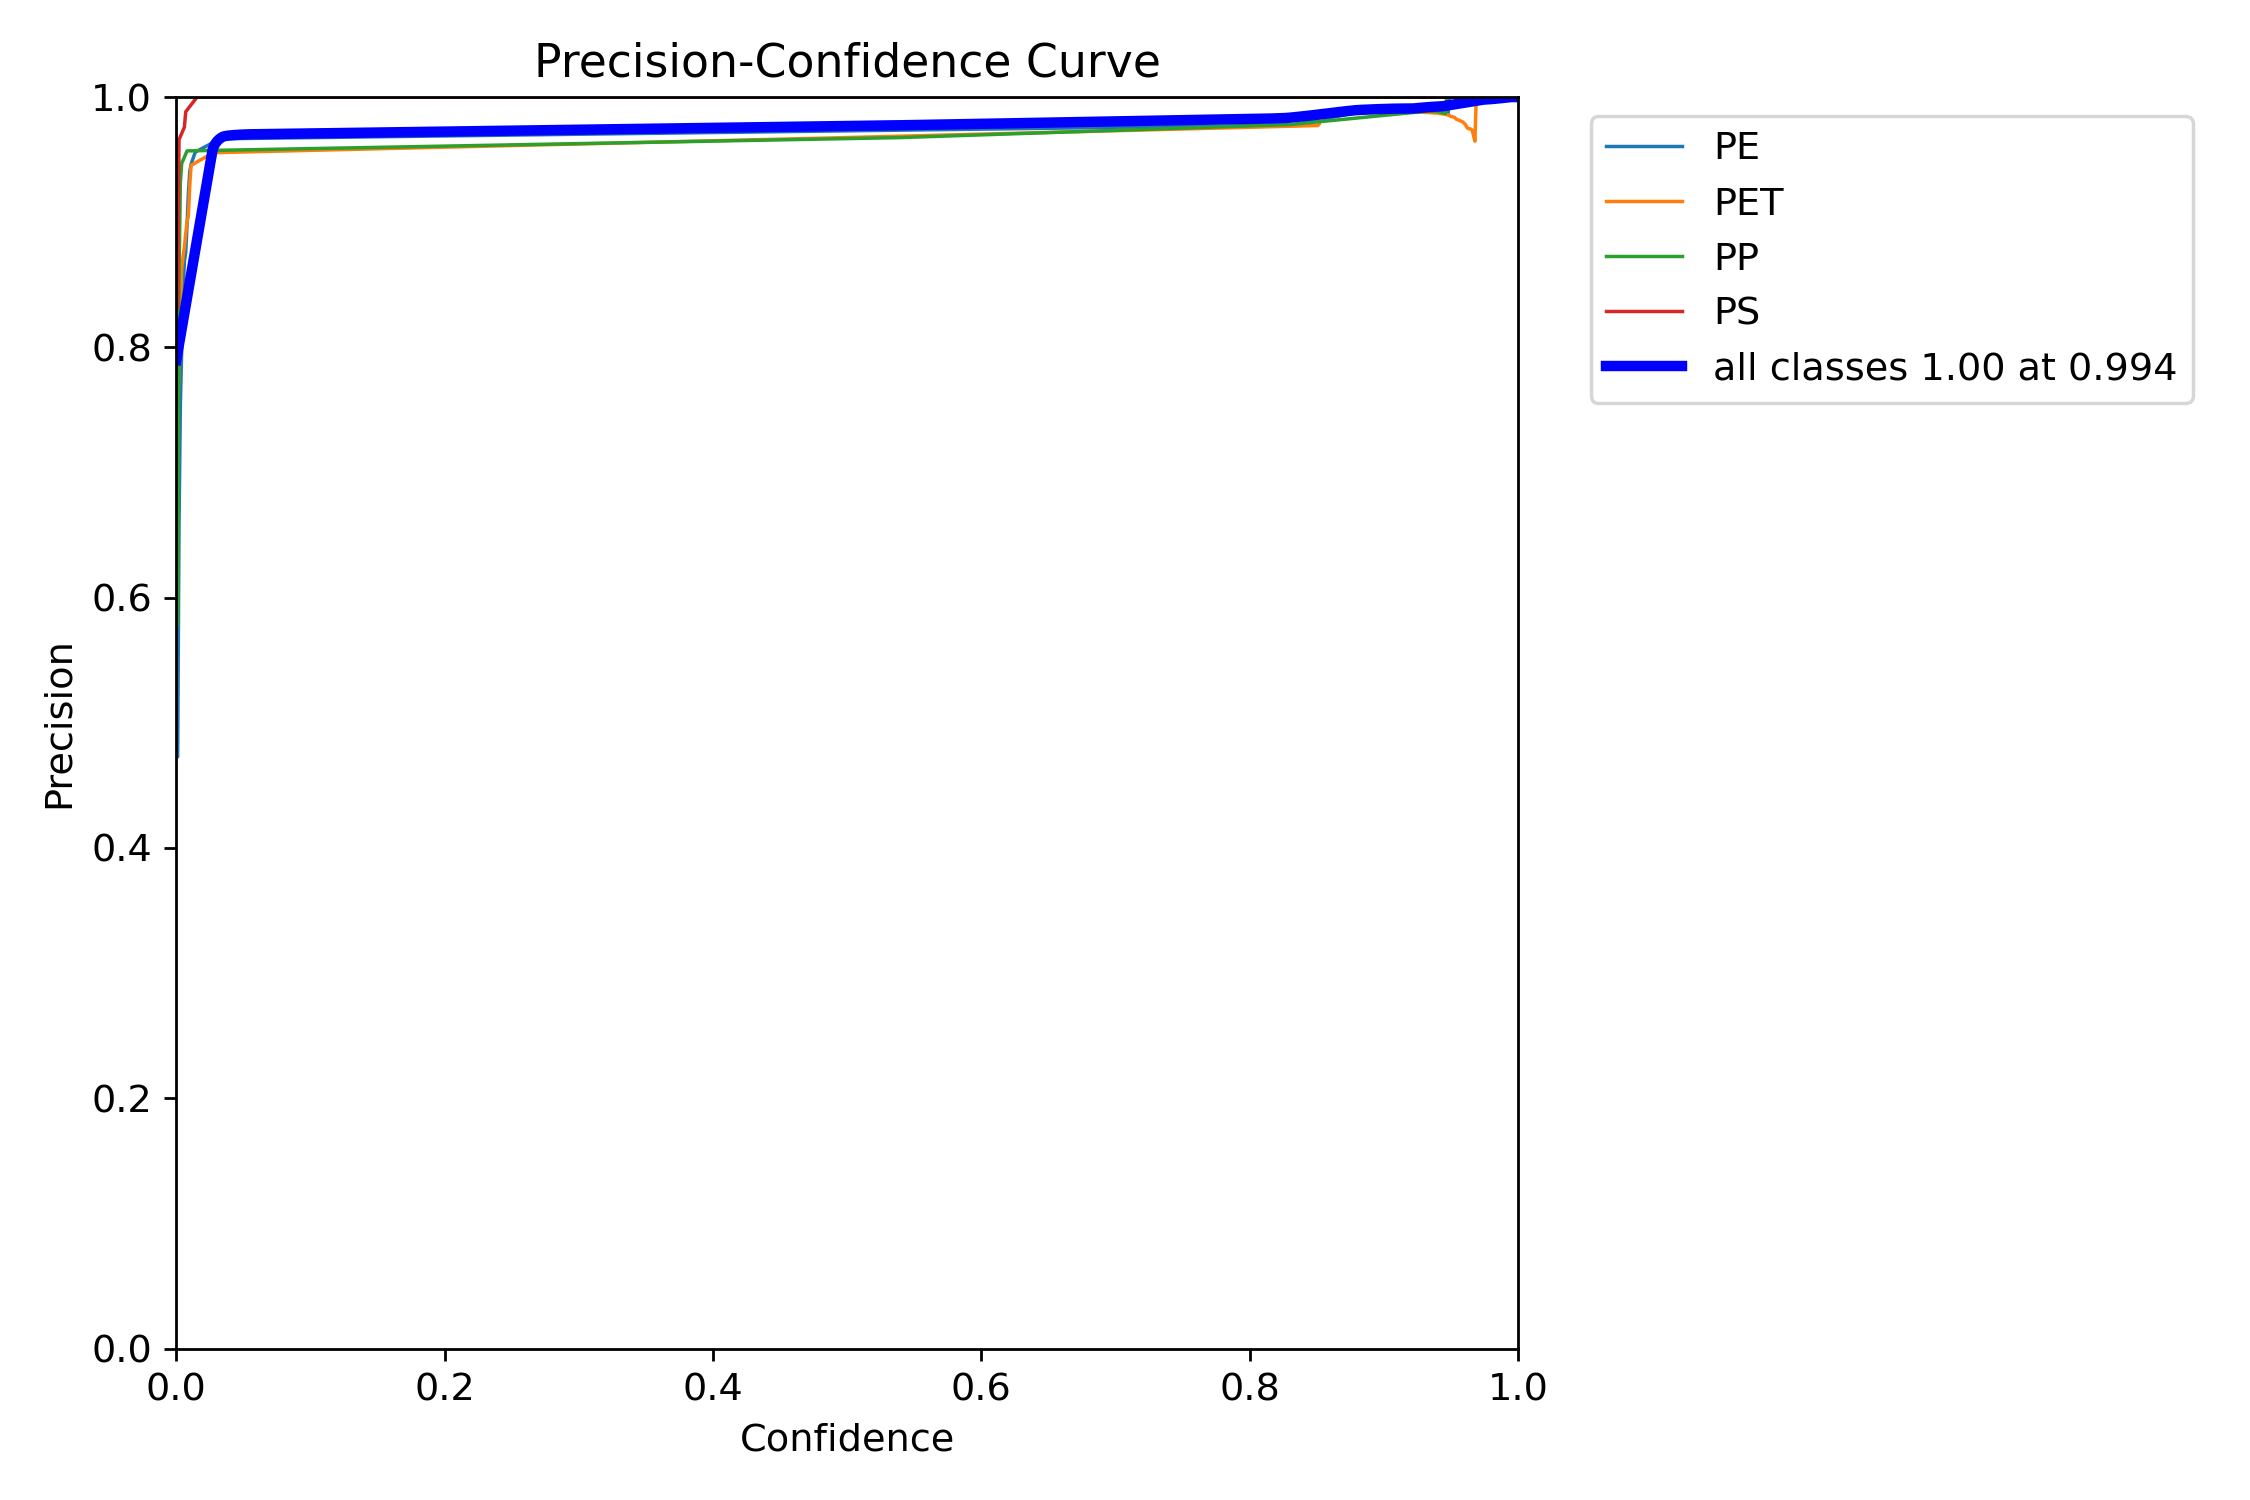 Precision-Confidence Curve
1.0
0.8
0.6
0.4
0.2
0.0
Precision
0.0 0.2 0.4 0.6 0.8 1.0
Confidence
PE
PET
PP
PS
all classes 1.00 at 0.994